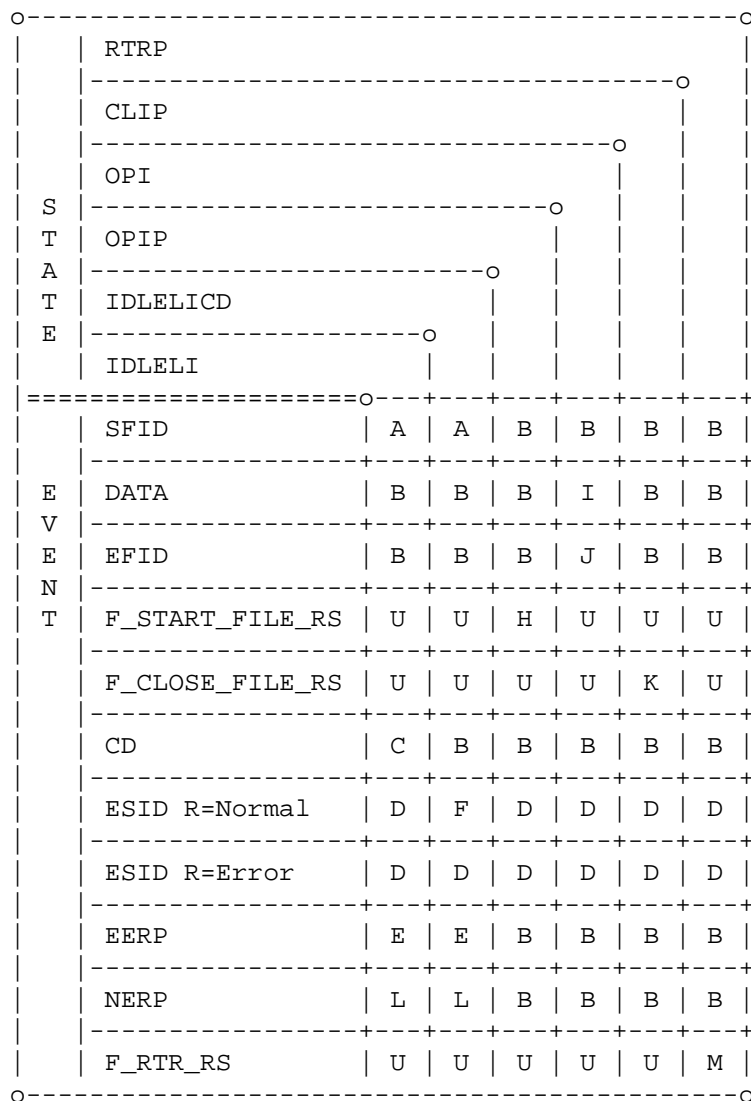 o----------------------------------------------o
|   | RTRP                                     |
|   |--------------------------------------o   |
|   | CLIP                                 |   |
|   |----------------------------------o   |   |
|   | OPI                              |   |   |
| S |------------------------------o   |   |   |
| T | OPIP                         |   |   |   |
| A |--------------------------o   |   |   |   |
| T | IDLELICD                 |   |   |   |   |
| E |----------------------o   |   |   |   |   |
|   | IDLELI               |   |   |   |   |   |
|======================o---+---+---+---+---+---+
|   | SFID             | A | A | B | B | B | B |
|   |------------------+---+---+---+---+---+---+
| E | DATA             | B | B | B | I | B | B |
| V |------------------+---+---+---+---+---+---+
| E | EFID             | B | B | B | J | B | B |
| N |------------------+---+---+---+---+---+---+
| T | F_START_FILE_RS  | U | U | H | U | U | U |
|   |------------------+---+---+---+---+---+---+
|   | F_CLOSE_FILE_RS  | U | U | U | U | K | U |
|   |------------------+---+---+---+---+---+---+
|   | CD               | C | B | B | B | B | B |
|   |------------------+---+---+---+---+---+---+
|   | ESID R=Normal    | D | F | D | D | D | D |
|   |------------------+---+---+---+---+---+---+
|   | ESID R=Error     | D | D | D | D | D | D |
|   |------------------+---+---+---+---+---+---+
|   | EERP             | E | E | B | B | B | B |
|   |------------------+---+---+---+---+---+---+
|   | NERP             | L | L | B | B | B | B |
|   |------------------+---+---+---+---+---+---+
|   | F_RTR_RS         | U | U | U | U | U | M |
o----------------------------------------------o